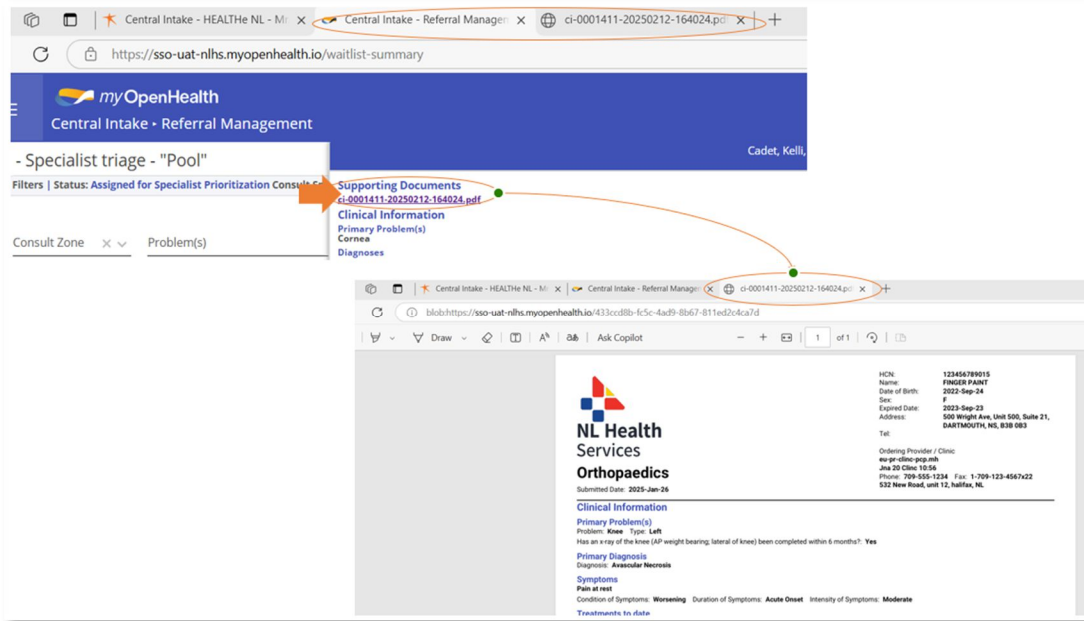 Central Intake - HEALTHe NL - M
Central Intake - Referral Managem
ci-0001411-20250212-164024.pd
https://sso-uat-nlhs.myopenhealth.io/waitlist-summary
myOpenHealth
Central Intake • Referral Management
Cadet, Kelli,
- Specialist triage - "Pool"
Filters | Status: Assigned for Specialist Prioritization Consult
Consult Zone
Problem(s)
Supporting Documents
ci-0001411-20250212-164024.pdf
Clinical Information
Primary Problem(s)
Cornea
Diagnoses
Central Intake - HEALTHe NL - M
Central Intake - Referral Manage
ci-0001411-20250212-164024.pd
blob:https://sso-uat-nlhs.myopenhealth.io/433ccd8b-fc5c-4ad9-8b67-811ed2c4ca7d
Draw
Ask Copilot
1 of 1
NL Health
Services
Orthopaedics
Submitted Date: 2025-Jan-26
HCN: 123456789015
Name: FINGER PAINT
Date of Birth: 2022-Sep-24
Sex: F
Expired Date: 2023-Sep-23
Address: 500 Wright Ave, Unit 500, Suite 21,
DARTMOUTH, NS, B3B 0B3
Tel:
Ordering Provider / Clinic
eu-pr-clinc-pcp.mh
Jna 20 Clinc 10:56
Phone: 709-555-1234 Fax: 1-709-123-4567x22
532 New Road, unit 12, halifax, NL
Clinical Information
Primary Problem(s)
Problem: Knee Type: Left
Has an x-ray of the knee (AP weight bearing; lateral of knee) been completed within 6 months?: Yes
Primary Diagnosis
Diagnosis: Avascular Necrosis
Symptoms
Pain at rest
Condition of Symptoms: Worsening Duration of Symptoms: Acute Onset Intensity of Symptoms: Moderate
Treatments to date